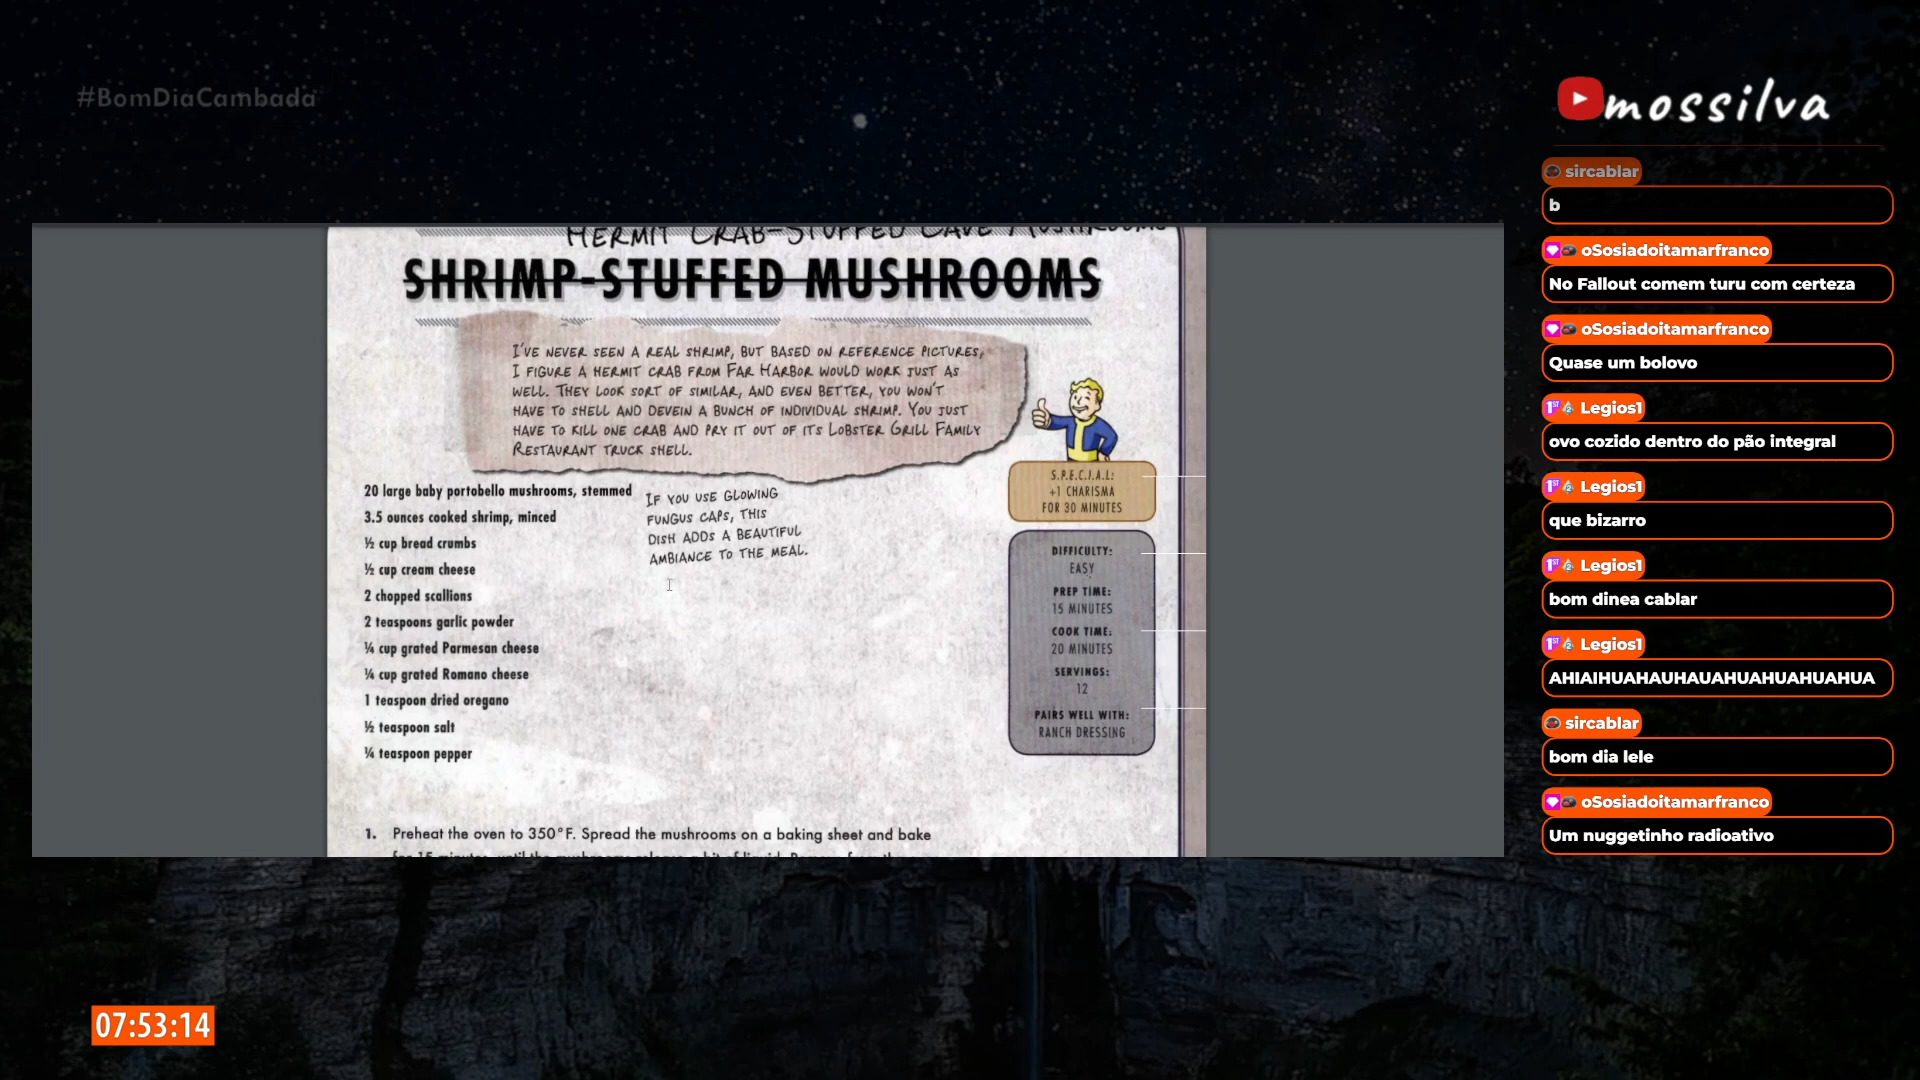 #BomDiaCambada
HERMIT CRAB-STUFFED CAVE MUSHROOMS
SHRIMP-STUFFED MUSHROOMS
I'VE NEVER SEEN A REAL SHRIMP, BUT BASED ON REFERENCE PICTURES,
I FIGURE A HERMIT CRAB FROM FAR HARBOR WOULD WORK JUST AS
WELL. THEY LOOK SORT OF SIMILAR, AND EVEN BETTER, YOU WON'T
HAVE TO SHELL AND DEVEIN A BUNCH OF INDIVIDUAL SHRIMP. YOU JUST
HAVE TO KILL ONE CRAB AND PRY IT OUT OF ITS LOBSTER GRILL FAMILY
RESTAURANT TRUCK SHELL.
20 large baby portobello mushrooms, stemmed
3.5 ounces cooked shrimp, minced
½ cup bread crumbs
½ cup cream cheese
2 chopped scallions
2 teaspoons garlic powder
¼ cup grated Parmesan cheese
¼ cup grated Romano cheese
1 teaspoon dried oregano
½ teaspoon salt
¼ teaspoon pepper
IF YOU USE GLOWING
FUNGUS CAPS, THIS
DISH ADDS A BEAUTIFUL
AMBIANCE TO THE MEAL.
S.P.E.C.I.A.L.:
+1 CHARISMA
FOR 30 MINUTES
DIFFICULTY:
EASY
PREP TIME:
15 MINUTES
COOK TIME:
20 MINUTES
SERVINGS:
12
PAIRS WELL WITH:
RANCH DRESSING
1. Preheat the oven to 350°F. Spread the mushrooms on a baking sheet and bake
mossilva
sircablar
b
oSosiadoitamarfranco
No Fallout comem turu com certeza
oSosiadoitamarfranco
Quase um bolovo
1ST Legios1
ovo cozido dentro do pão integral
1ST Legios1
que bizarro
1ST Legios1
bom dinea cablar
1ST Legios1
AHIAIHUAHAUHAUAHUAHUAHUAHUA
sircablar
bom dia lele
oSosiadoitamarfranco
Um nuggetinho radioativo
07:53:14